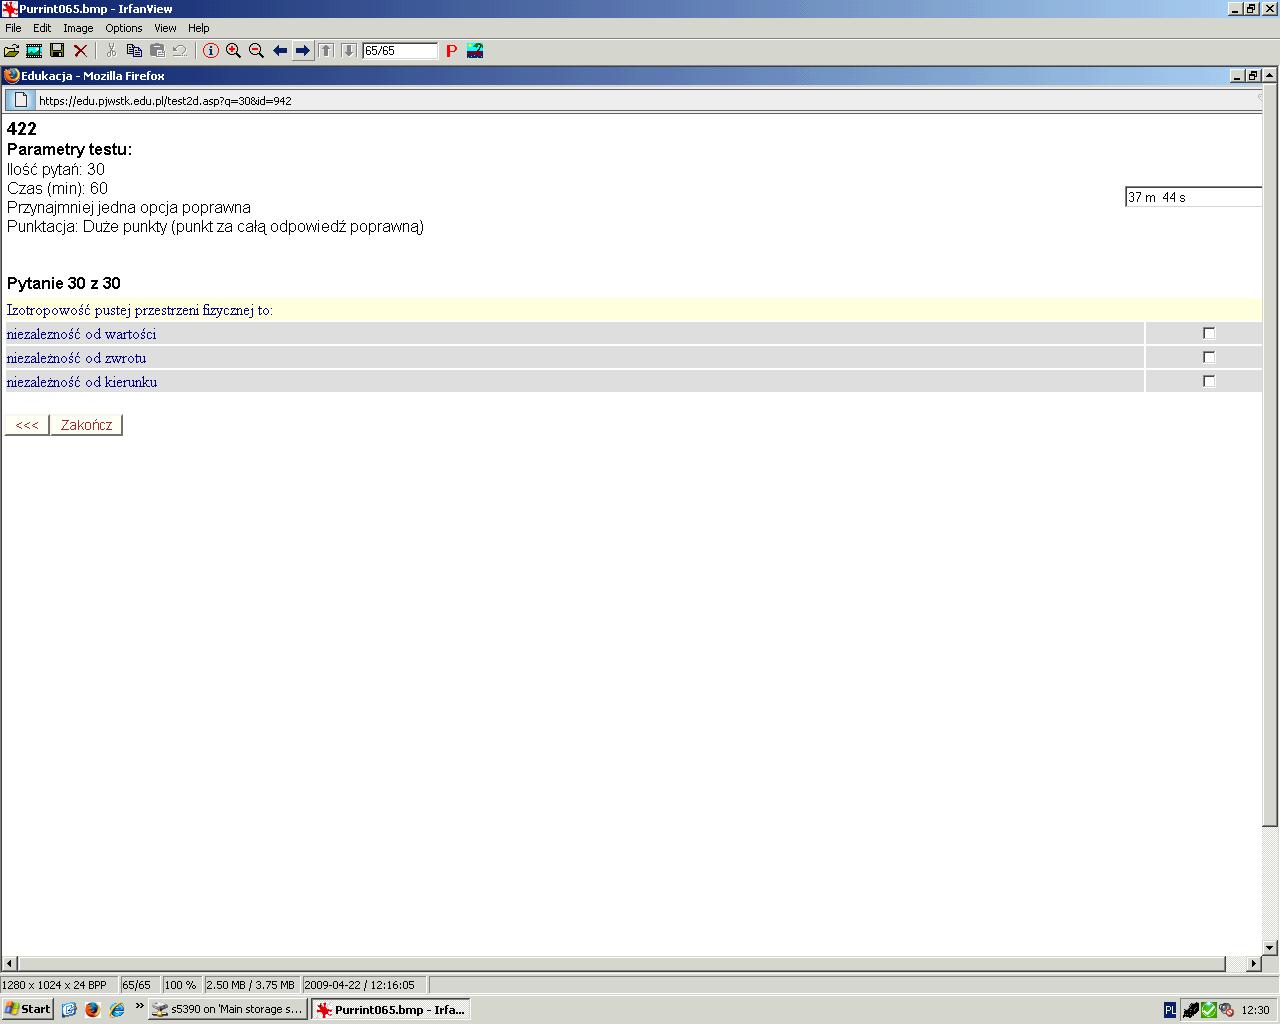 Purrint065.bmp - IrfanView
File Edit Image Options View Help
65/65 P
Edukacja - Mozilla Firefox
https://edu.pjwstk.edu.pl/test2d.asp?q=30&id=942
422
Parametry testu:
Ilość pytań: 30
Czas (min): 60
37 m 44 s
Przynajmniej jedna opcja poprawna
Punktacja: Duże punkty (punkt za całą odpowiedź poprawną)
Pytanie 30 z 30
Izotropowość pustej przestrzeni fizycznej to:
niezalezność od wartości
niezależność od zwrotu
niezależność od kierunku
<<< Zakończ
1280 x 1024 x 24 BPP 65/65 100 % 2.50 MB / 3.75 MB 2009-04-22 / 12:16:05
Start » s5390 on 'Main storage s... Purrint065.bmp - Irfa... PL 12:30